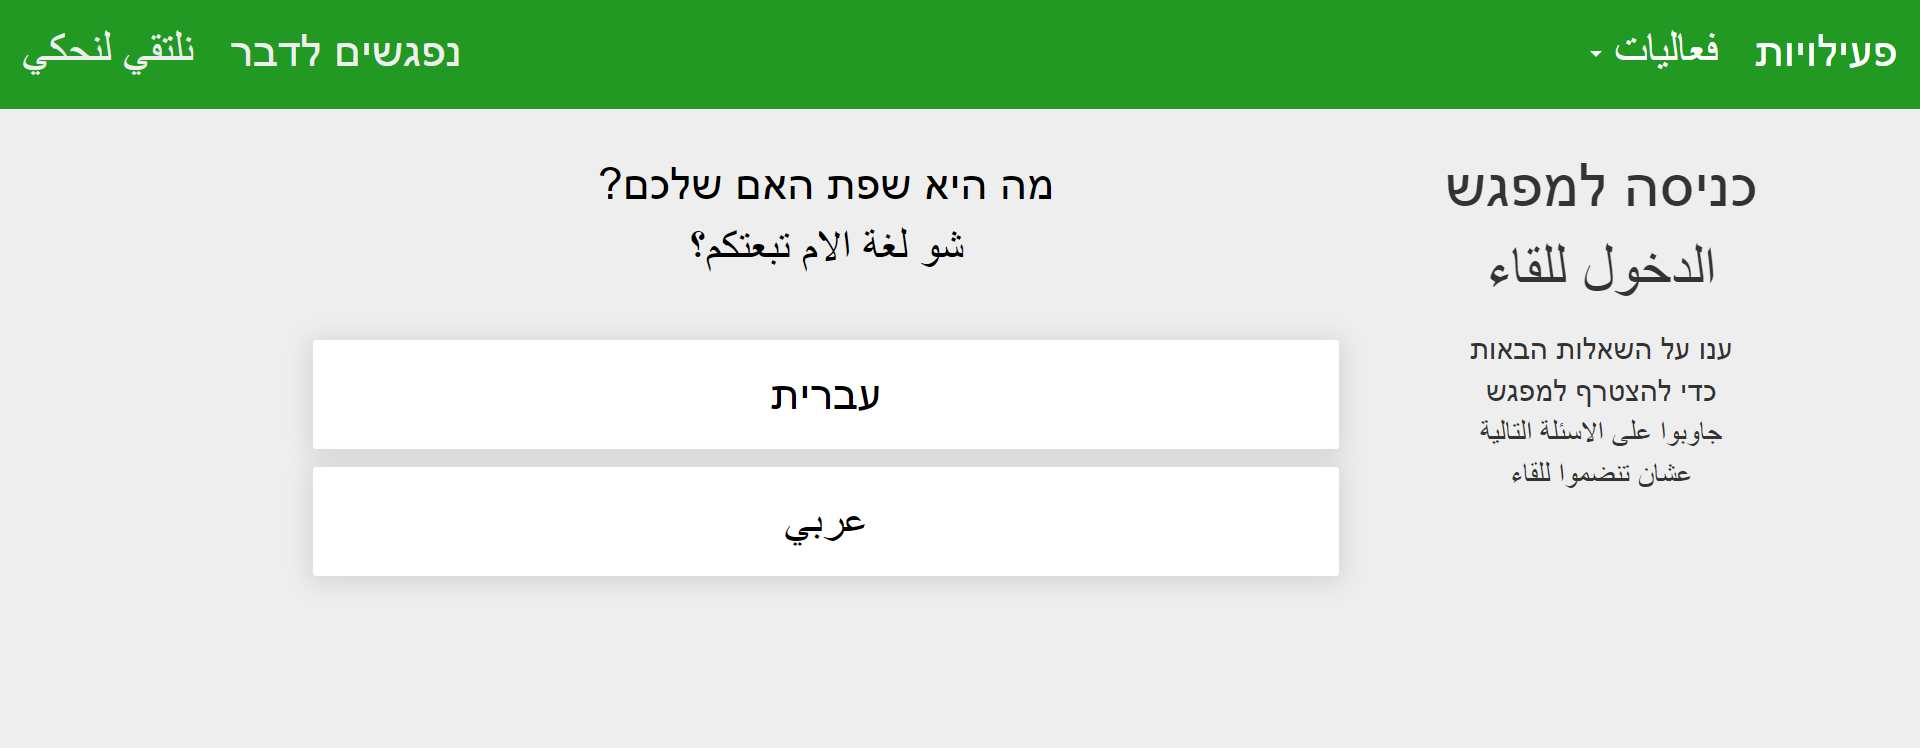 פעילויות فعاليات
נפגשים לדבר نلتقي لنحكي
כניסה למפגש
الدخول للقاء
ענו על השאלות הבאות
כדי להצטרף למפגש
جاوبوا على الاسئلة التالية
عشان تنضموا للقاء
מה היא שפת האם שלכם?
شو لغة الام تبعتكم؟
עברית
عربي